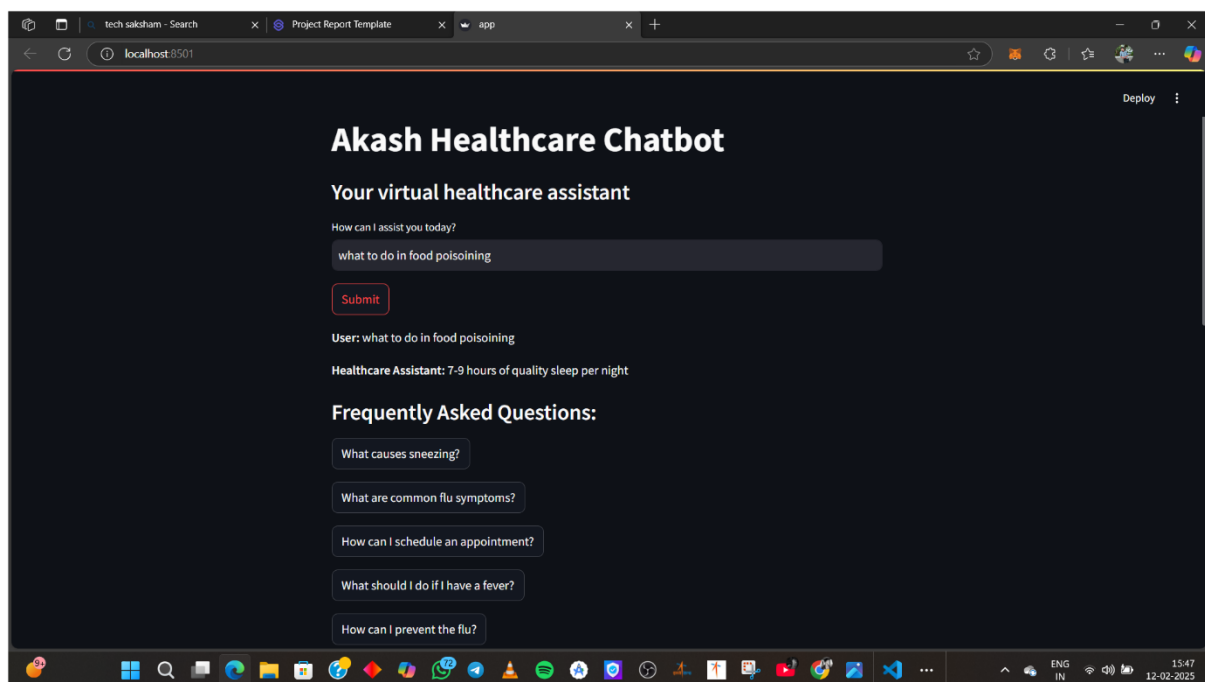 tech saksham - Search
Project Report Template
app
localhost:8501
Deploy
Akash Healthcare Chatbot
Your virtual healthcare assistant
How can I assist you today?
what to do in food poisoining
Submit
User: what to do in food poisoining
Healthcare Assistant: 7-9 hours of quality sleep per night
Frequently Asked Questions:
What causes sneezing?
What are common flu symptoms?
How can I schedule an appointment?
What should I do if I have a fever?
How can I prevent the flu?
9+
72
ENG
IN
15:47
12-02-2025